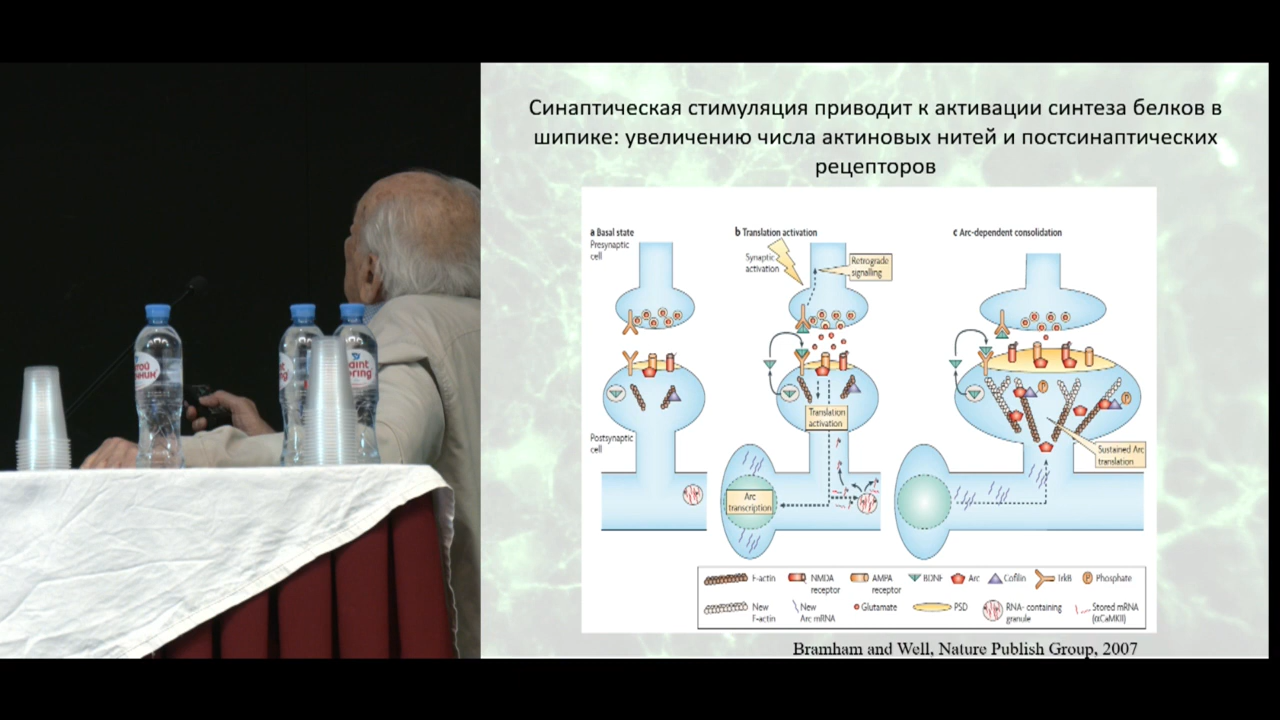 Синаптическая стимуляция приводит к активации синтеза белков в
шипике: увеличению числа актиновых нитей и постсинаптических
рецепторов
a Basal state
Presynaptic
cell
b Translation activation
Synaptic
activation
Retrograde
signalling
c Arc-dependent consolidation
Translation
activation
Postsynaptic
cell
Sustained Arc
translation
Arc
transcription
F-actin
NMDA
receptor
AMPA
receptor
BDNF
Arc
Cofilin
TrkB
P
Phosphate
New
F-actin
New
Arc mRNA
Glutamate
PSD
RNA- containing
granule
Stored mRNA
(αCaMKII)
Bramham and Well, Nature Publish Group, 2007